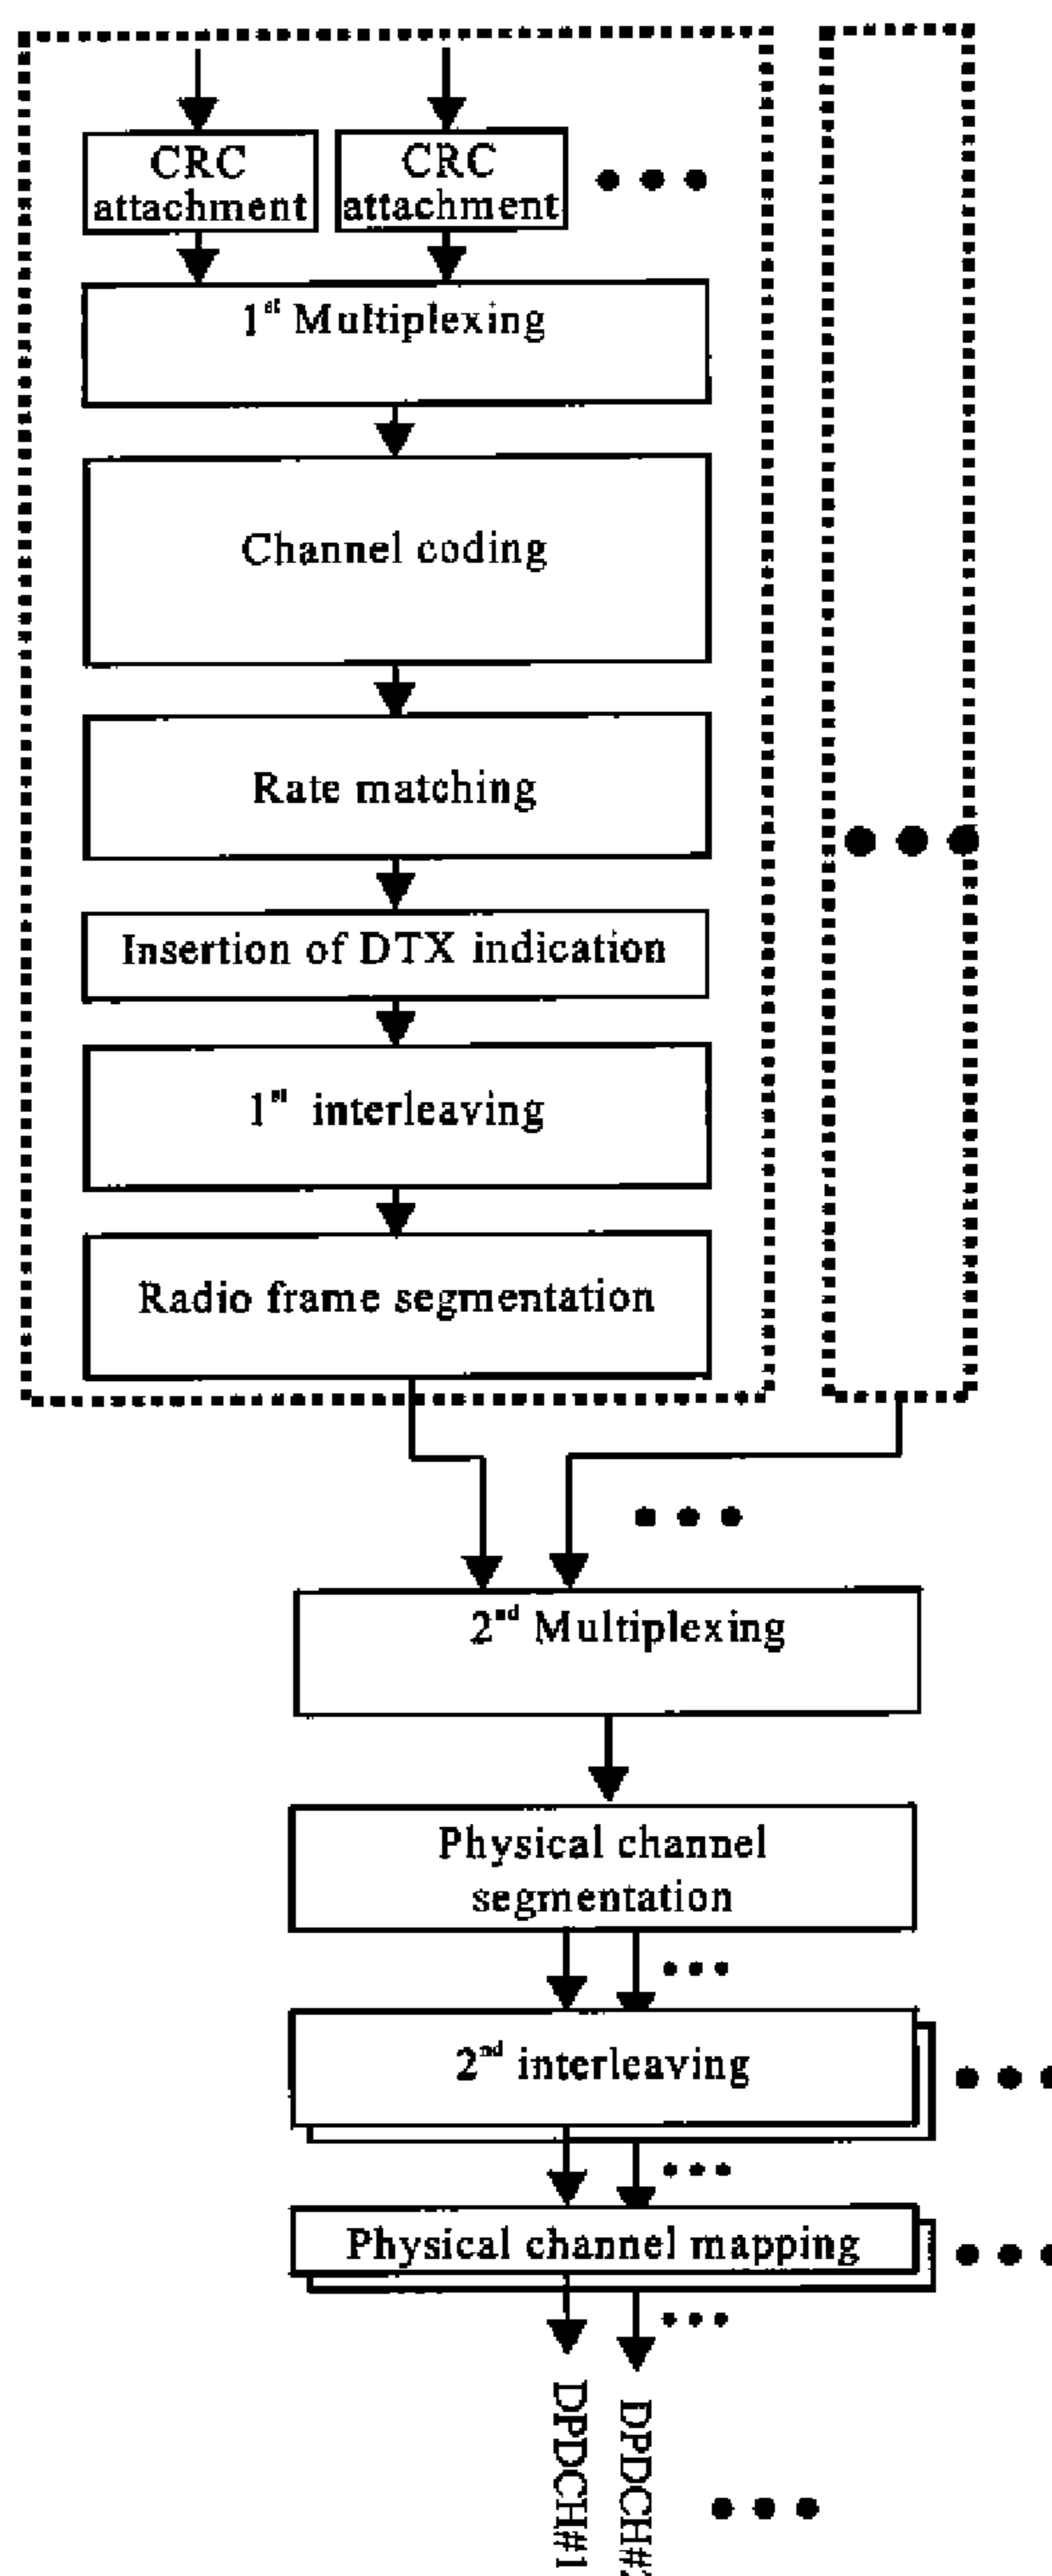 CRC
attachment
CRC
attachment
1st Multiplexing
Channel coding
Rate matching
Insertion of DTX indication
1st interleaving
Radio frame segmentation
2nd Multiplexing
Physical channel
segmentation
2nd interleaving
Physical channel mapping
DPDCH#1
DPDCH#